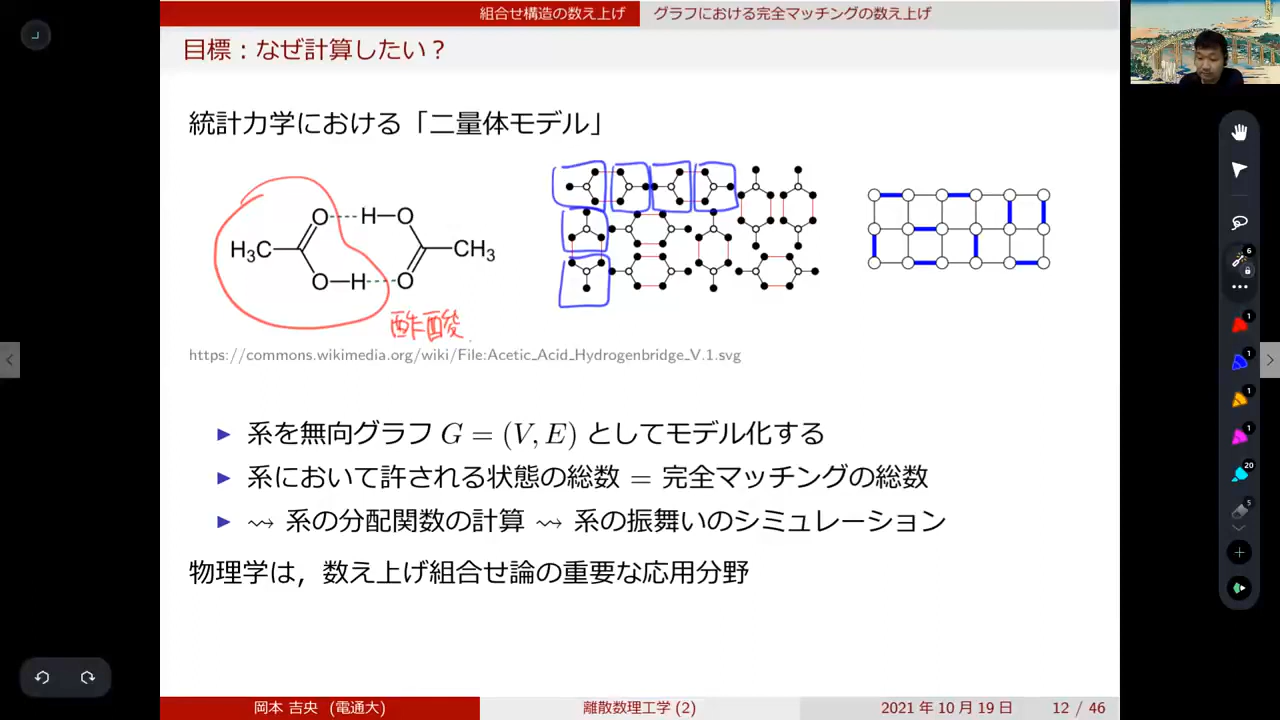 組合せ構造の数え上げ グラフにおける完全マッチングの数え上げ
目標：なぜ計算したい？
統計力学における「二量体モデル」
O H O
H₃C CH₃
O H O
酢酸
https://commons.wikimedia.org/wiki/File:Acetic_Acid_Hydrogenbridge_V.1.svg
▶ 系を無向グラフ G = (V, E) としてモデル化する
▶ 系において許される状態の総数 = 完全マッチングの総数
▶ ⇝ 系の分配関数の計算 ⇝ 系の振舞いのシミュレーション
物理学は，数え上げ組合せ論の重要な応用分野
岡本 吉央 (電通大) 離散数理工学 (2) 2021 年 10 月 19 日 12 / 46
6
1
1
1
1
20
5